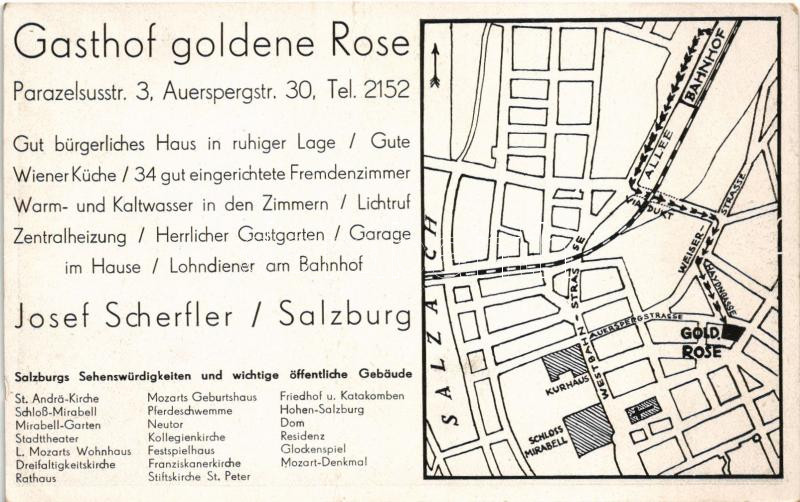 Gasthof goldene Rose
Parazelsusstr. 3, Auerspergstr. 30, Tel. 2152
Gut bürgerliches Haus in ruhiger Lage / Gute
Wiener Küche / 34 gut eingerichtete Fremdenzimmer
Warm- und Kaltwasser in den Zimmern / Lichtruf
Zentralheizung / Herrlicher Gastgarten / Garage
im Hause / Lohndiener am Bahnhof
Josef Scherfler / Salzburg
Salzburgs Sehenswürdigkeiten und wichtige öffentliche Gebäude
St. Andrä-Kirche
Schloß-Mirabell
Mirabell-Garten
Stadttheater
L. Mozarts Wohnhaus
Dreifaltigkeitskirche
Rathaus
Mozarts Geburtshaus
Pferdeschwemme
Neutor
Kollegienkirche
Festspielhaus
Franziskanerkirche
Stiftskirche St. Peter
Friedhof u. Katakomben
Hohen-Salzburg
Dom
Residenz
Glockenspiel
Mozart-Denkmal
BAHNHOF
ALLEE
VIADUKT
WEISER-
STRASSE
HAYDNGASSE
GOLD.
ROSE
AUERSPERGSTRASSE
WESTBAHN-STRASSE
KURHAUS
SCHLOSS
MIRABELL
SALZACH